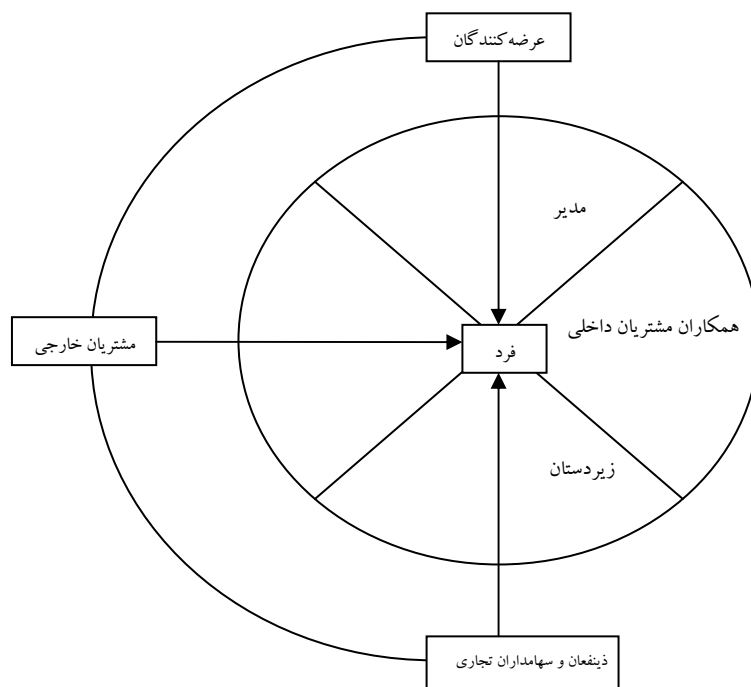 عرضه‌کنندگان
مدیر
همکاران مشتریان داخلی
مشتریان خارجی
فرد
زیردستان
ذینفعان و سهامداران تجاری